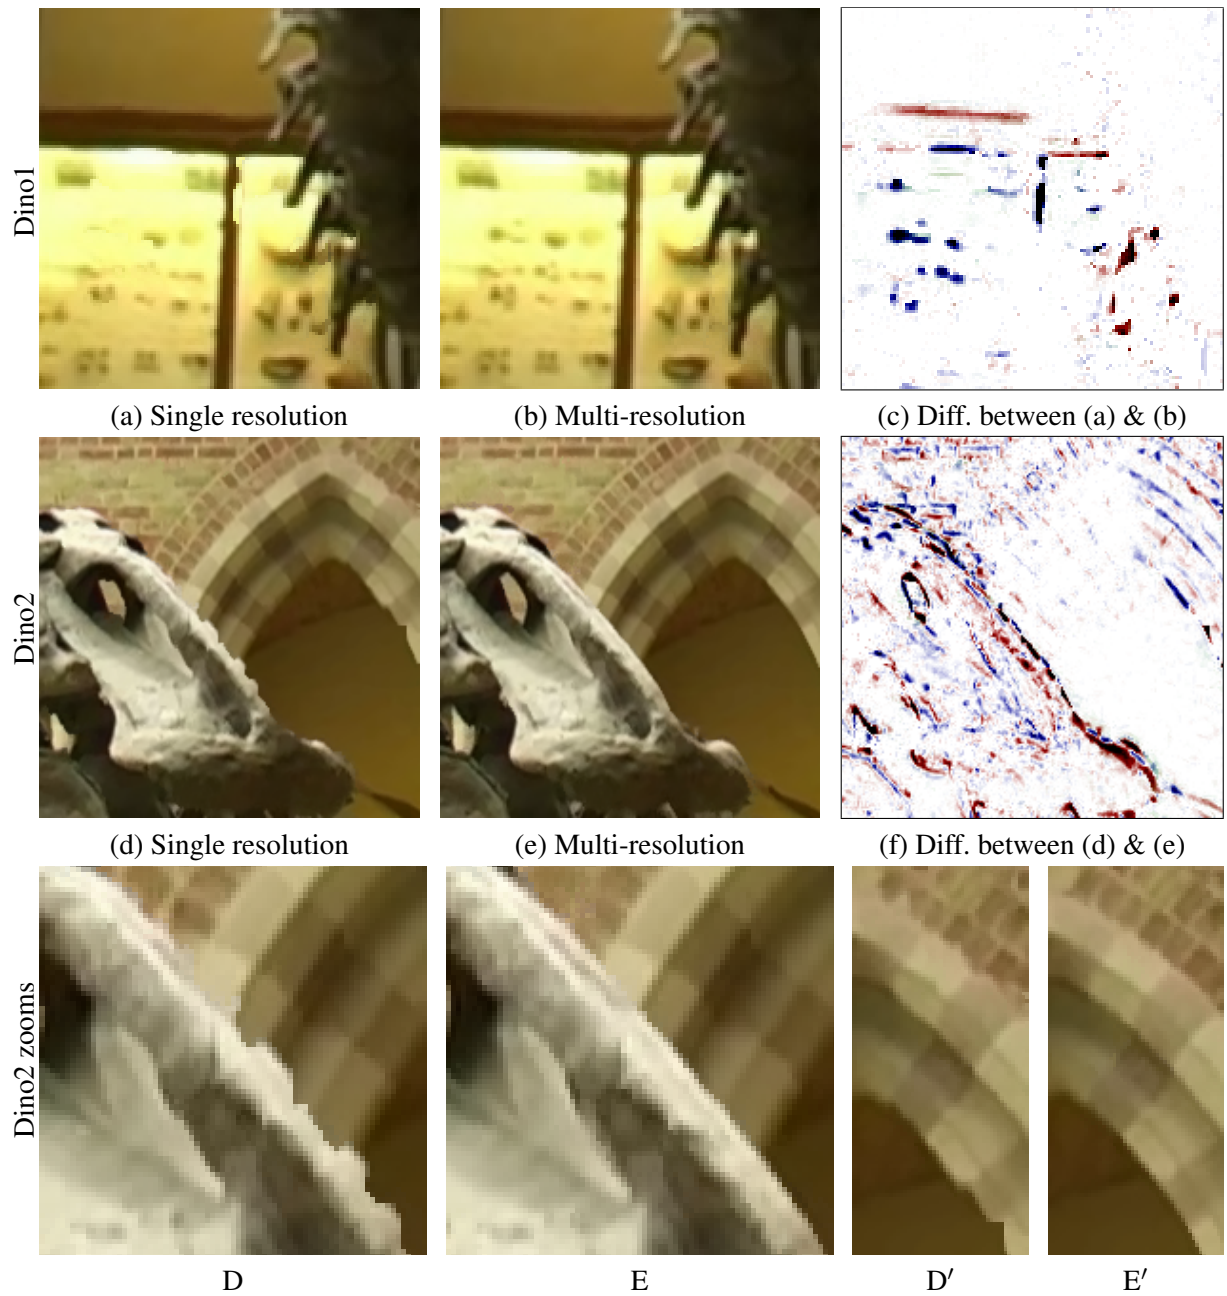 Dino1
(a) Single resolution
(b) Multi-resolution
(c) Diff. between (a) & (b)
Dino2
(d) Single resolution
(e) Multi-resolution
(f) Diff. between (d) & (e)
Dino2 zooms
D
E
D′
E′